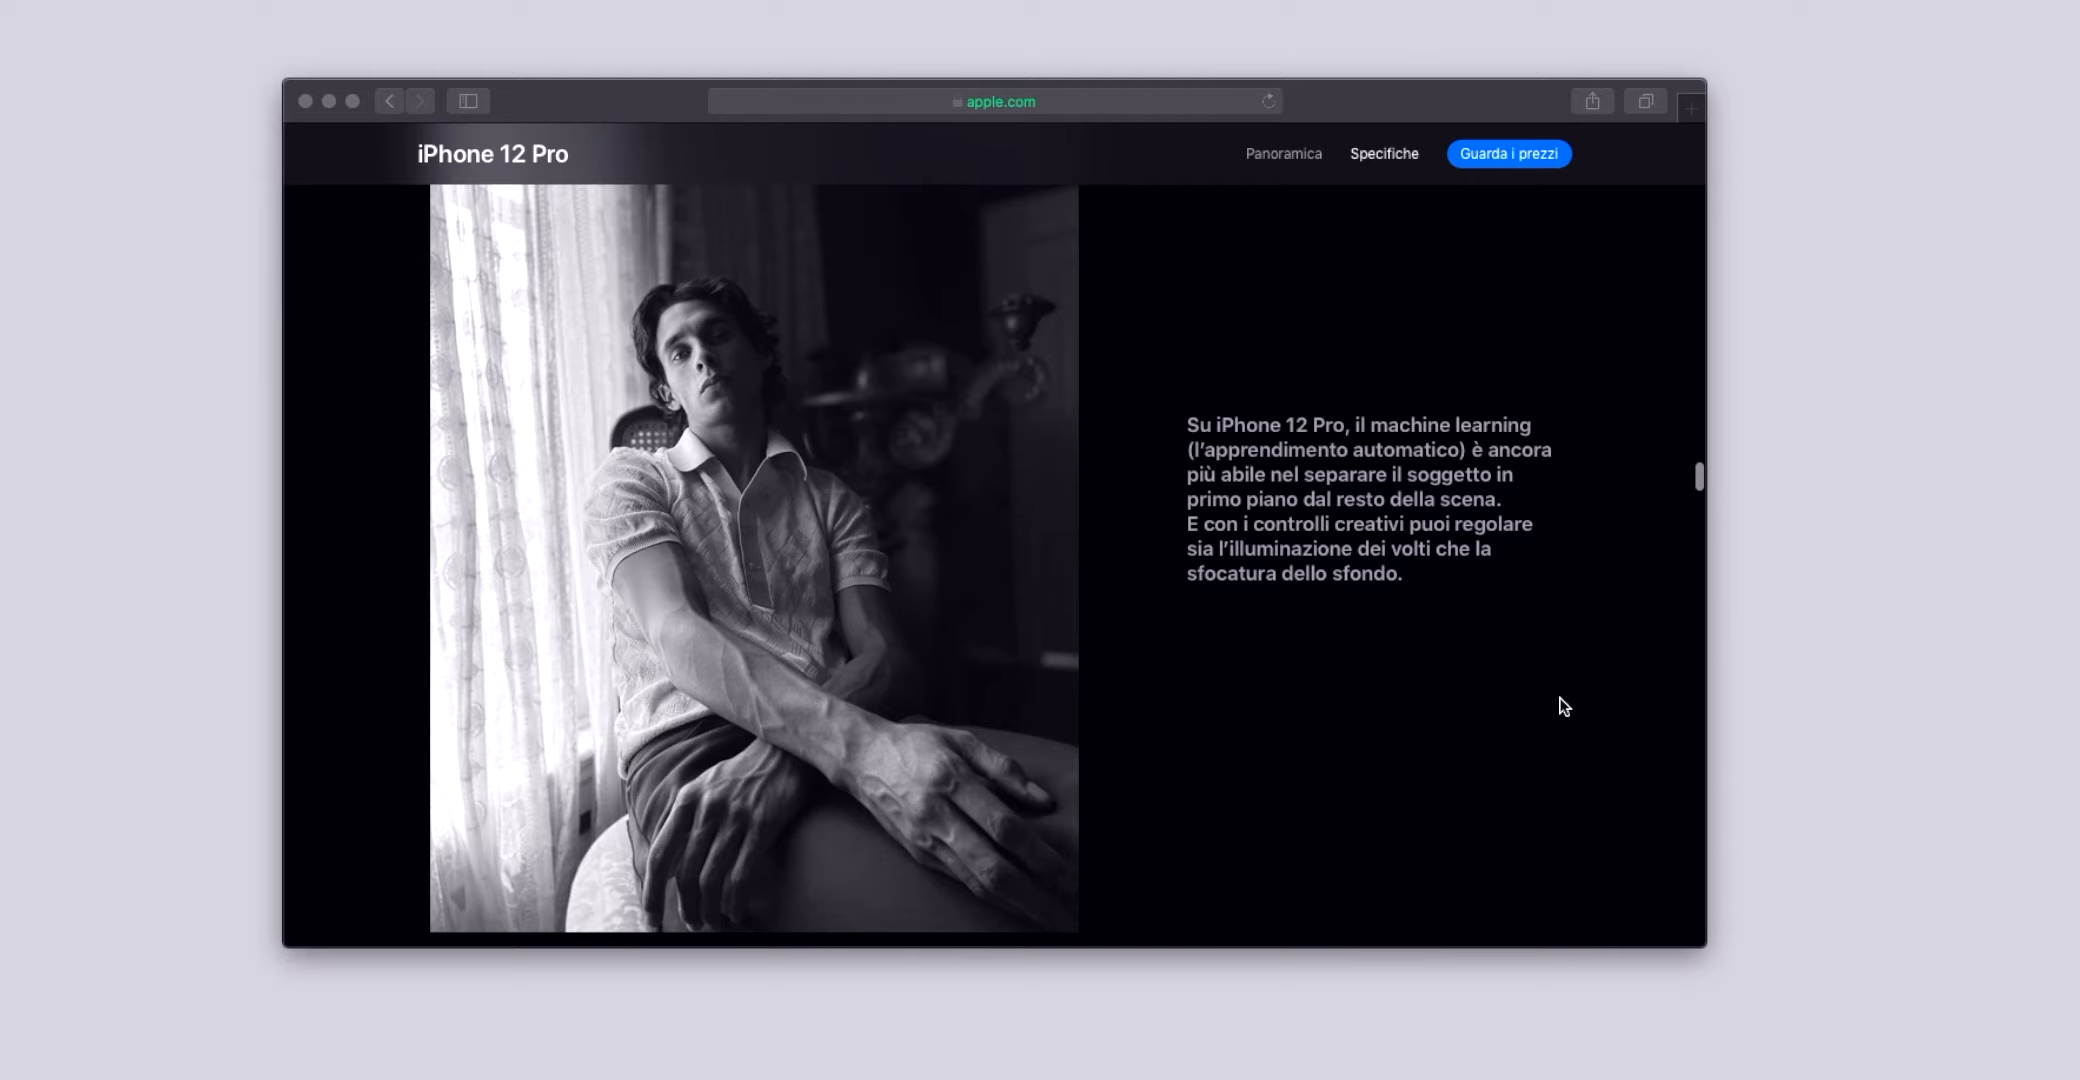 apple.com
iPhone 12 Pro
Panoramica
Specifiche
Guarda i prezzi
Su iPhone 12 Pro, il machine learning
(l’apprendimento automatico) è ancora
più abile nel separare il soggetto in
primo piano dal resto della scena.
E con i controlli creativi puoi regolare
sia l’illuminazione dei volti che la
sfocatura dello sfondo.